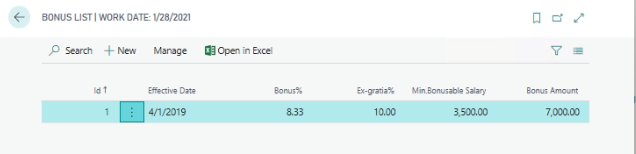 BONUS LIST | WORK DATE: 1/28/2021
Search + New Manage Open in Excel
Id ↑ Effective Date Bonus% Ex-gratia% Min.Bonusable Salary Bonus Amount
1 4/1/2019 8.33 10.00 3,500.00 7,000.00